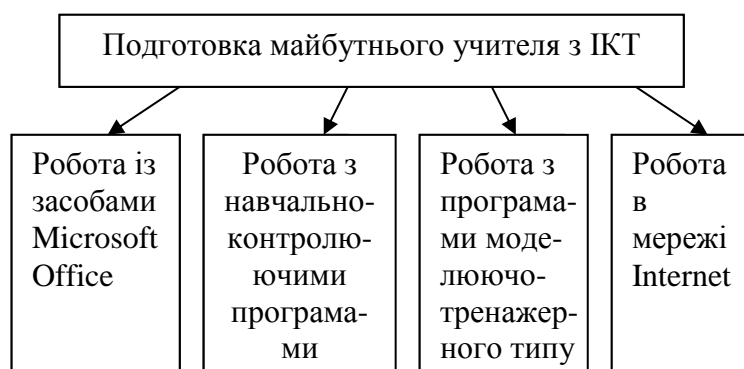 Подготовка майбутнього учителя з ІКТ
Робота із
засобами
Microsoft
Office
Робота з
навчально-
контролю-
ючими
програма-
ми
Робота з
програма-
ми моде-
люючо-
тренажер-
ного типу
Робота
в
мережі
Internet